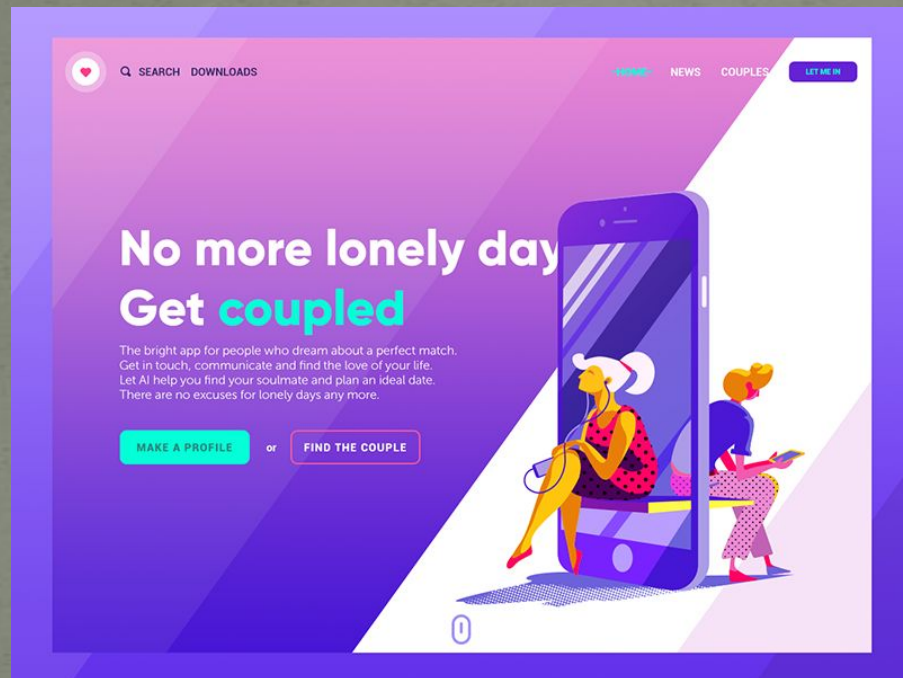 SEARCH DOWNLOADS
HOME NEWS COUPLES LET ME IN
No more lonely day
Get coupled
The bright app for people who dream about a perfect match.
Get in touch, communicate and find the love of your life.
Let AI help you find your soulmate and plan an ideal date.
There are no excuses for lonely days any more.
MAKE A PROFILE or FIND THE COUPLE